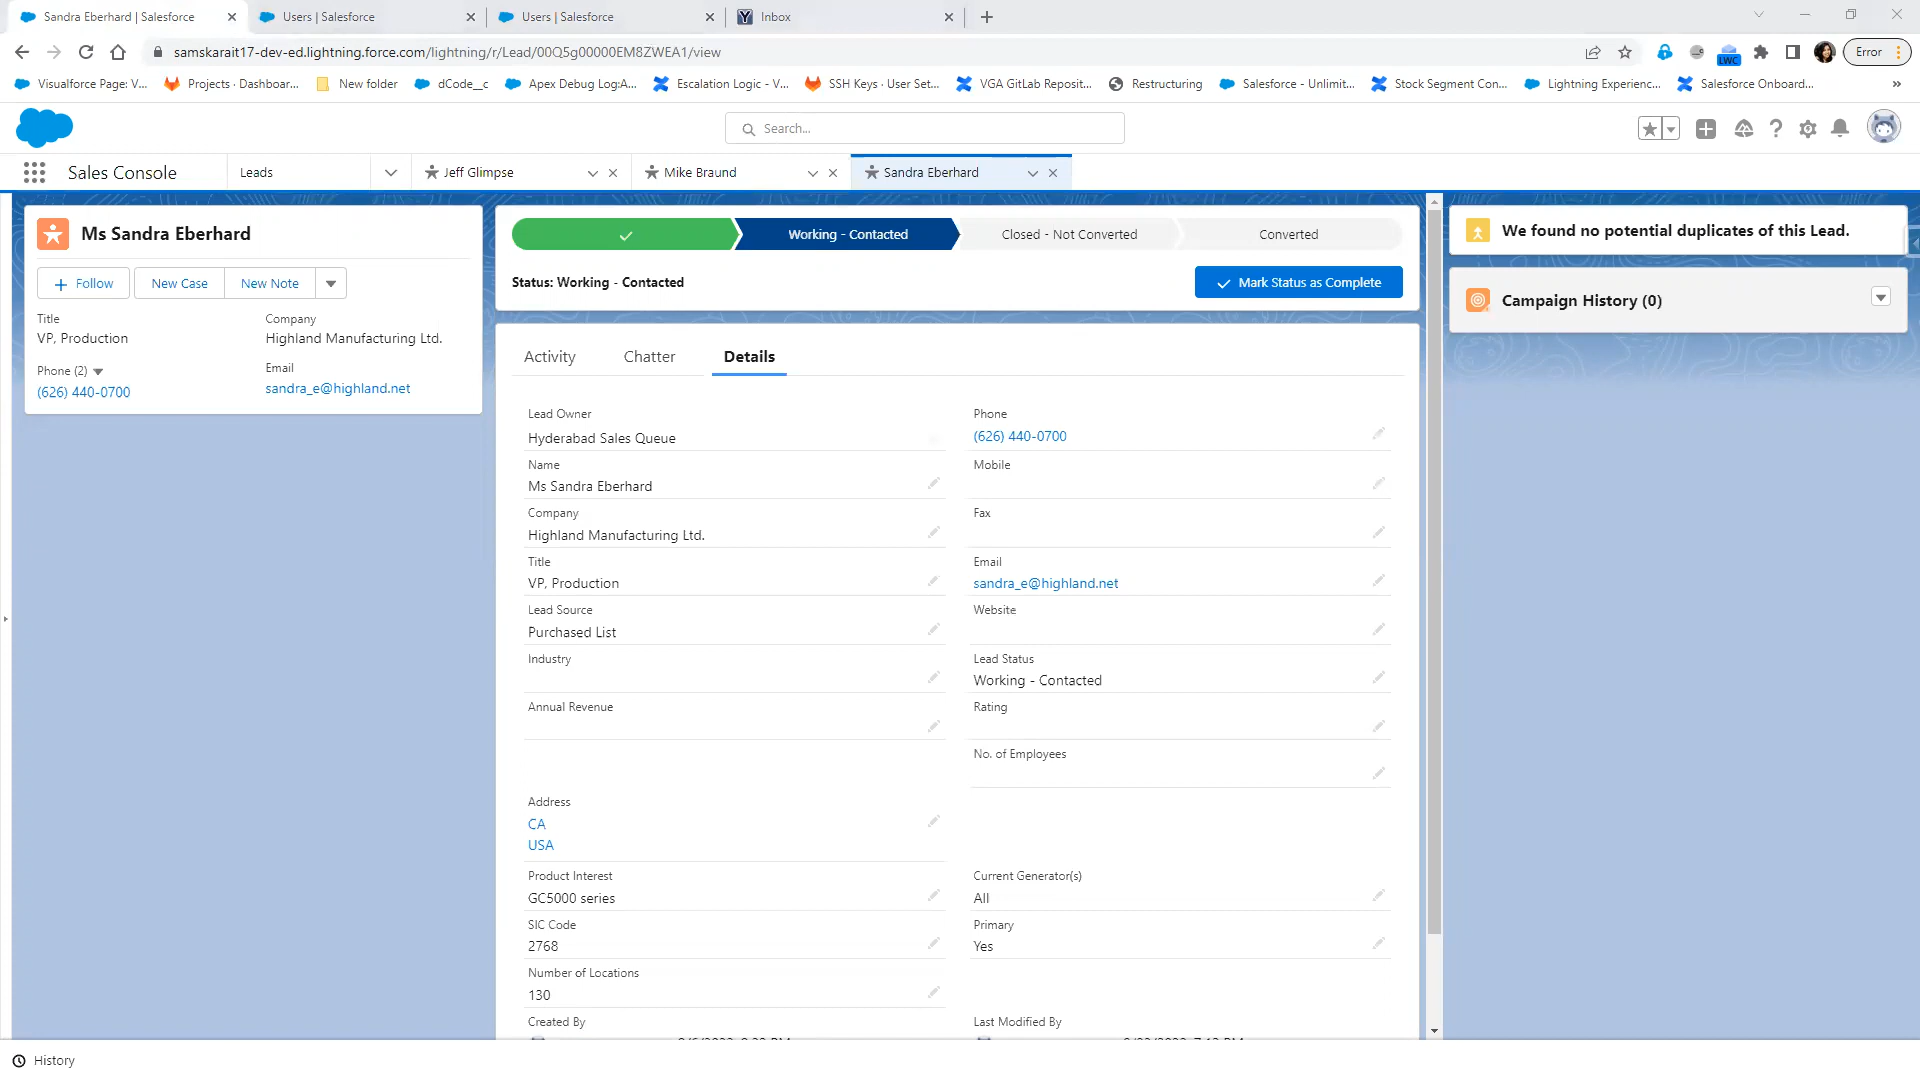 Sandra Eberhard | Salesforce
Users | Salesforce
Users | Salesforce
Inbox
samskarait17-dev-ed.lightning.force.com/lightning/r/Lead/00Q5g00000EM8ZWEA1/view
Error
Visualforce Page: V...
Projects · Dashboar...
New folder
dCode__c
Apex Debug Log:A...
Escalation Logic - V...
SSH Keys · User Set...
VGA GitLab Reposit...
Restructuring
Salesforce - Unlimit...
Stock Segment Con...
Lightning Experienc...
Salesforce Onboard...
»
LWC
Search...
Sales Console
Leads
Jeff Glimpse
Mike Braund
Sandra Eberhard
Ms Sandra Eberhard
Follow
New Case
New Note
Title
VP, Production
Company
Highland Manufacturing Ltd.
Phone (2)
(626) 440-0700
Email
sandra_e@highland.net
Working - Contacted
Closed - Not Converted
Converted
Status: Working - Contacted
Mark Status as Complete
Activity
Chatter
Details
Lead Owner
Hyderabad Sales Queue
Phone
(626) 440-0700
Name
Ms Sandra Eberhard
Mobile
Company
Highland Manufacturing Ltd.
Fax
Title
VP, Production
Email
sandra_e@highland.net
Lead Source
Purchased List
Website
Industry
Lead Status
Working - Contacted
Annual Revenue
Rating
No. of Employees
Address
CA
USA
Product Interest
GC5000 series
Current Generator(s)
All
SIC Code
2768
Primary
Yes
Number of Locations
130
Created By
Last Modified By
We found no potential duplicates of this Lead.
Campaign History (0)
History